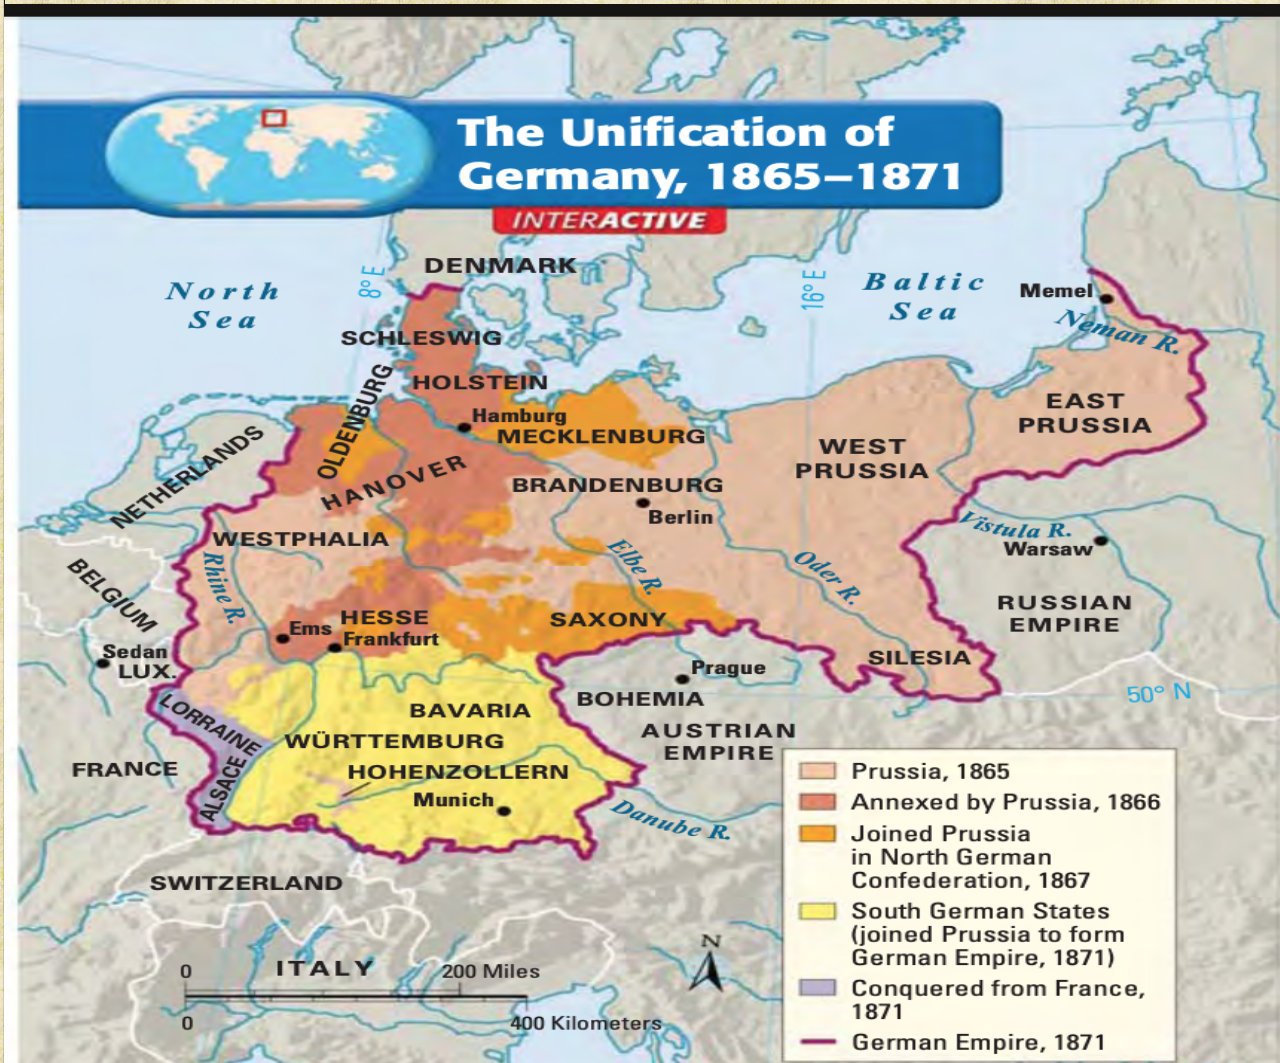 The Unification of
Germany, 1865–1871
INTERACTIVE
DENMARK
North
Sea
8° E
16° E
Baltic
Sea
Memel
Neman R.
SCHLESWIG
HOLSTEIN
OLDENBURG
Hamburg
MECKLENBURG
EAST
PRUSSIA
WEST
PRUSSIA
NETHERLANDS
HANOVER
BRANDENBURG
Berlin
WESTPHALIA
Vistula R.
Warsaw
BELGIUM
Rhine R.
Elbe R.
Oder R.
RUSSIAN
EMPIRE
HESSE
SAXONY
Ems
Frankfurt
Sedan
LUX.
SILESIA
Prague
50° N
LORRAINE
BAVARIA
BOHEMIA
AUSTRIAN
EMPIRE
WÜRTTEMBURG
FRANCE
ALSACE
HOHENZOLLERN
Munich
Danube R.
SWITZERLAND
ITALY
0
200 Miles
0
400 Kilometers
N
Prussia, 1865
Annexed by Prussia, 1866
Joined Prussia
in North German
Confederation, 1867
South German States
(joined Prussia to form
German Empire, 1871)
Conquered from France,
1871
German Empire, 1871